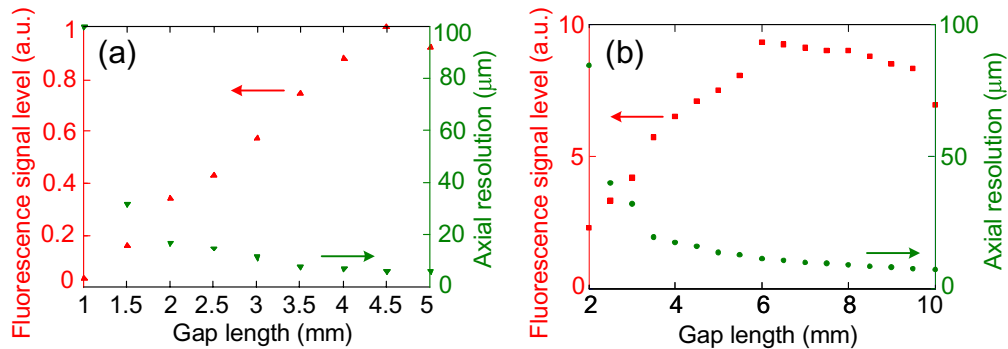 (a)
Fluorescence signal level (a.u.)
1
0.8
0.6
0.4
0.2
0
100
80
60
40
20
0
Axial resolution (μm)
1 1.5 2 2.5 3 3.5 4 4.5 5
Gap length (mm)
(b)
Fluorescence signal level (a.u.)
10
5
0
100
50
0
Axial resolution (μm)
2 4 6 8 10
Gap length (mm)